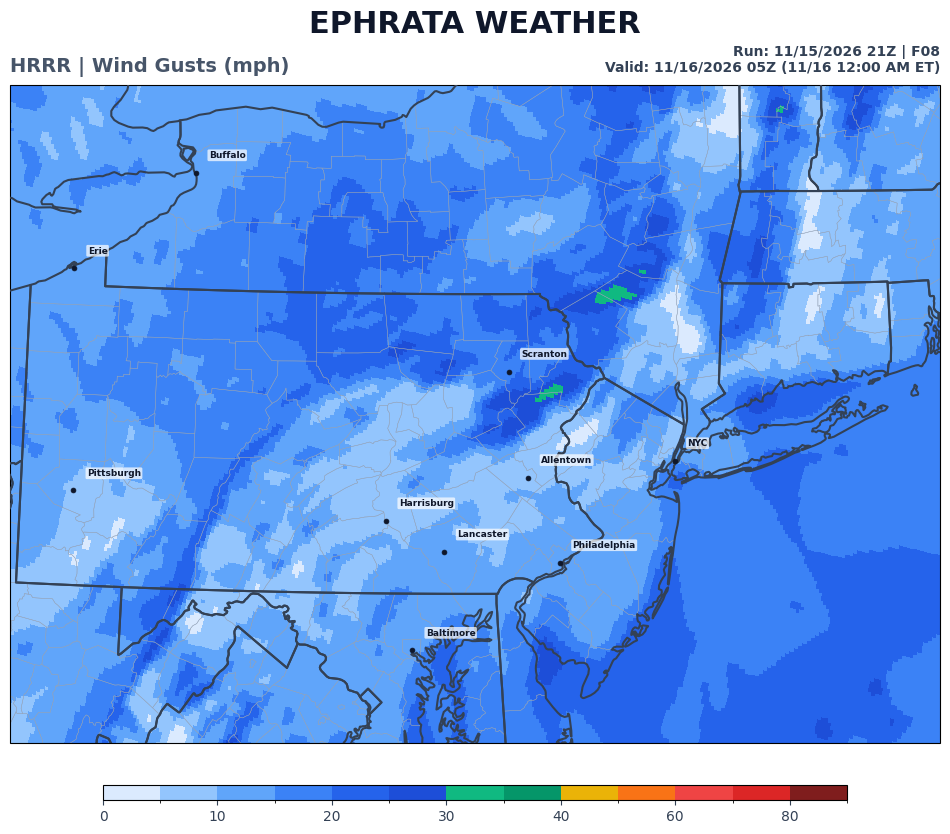 EPHRATA WEATHER
HRRR | Wind Gusts (mph)
Run: 11/15/2026 21Z | F08
Valid: 11/16/2026 05Z (11/16 12:00 AM ET)
Buffalo
Erie
Scranton
NYC
Allentown
Pittsburgh
Harrisburg
Lancaster
Philadelphia
Baltimore
0 10 20 30 40 50 60 70 80